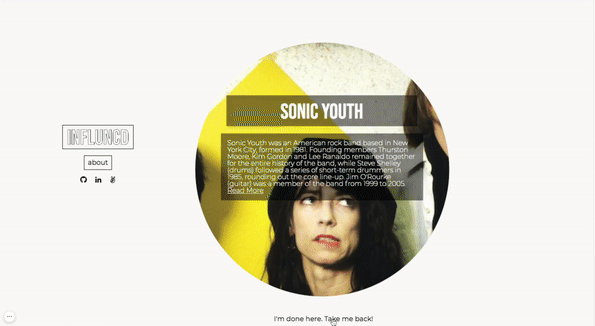 INFLUNCD
about
SONIC YOUTH
Sonic Youth was an American rock band based in New
York City, formed in 1981. Founding members Thurston
Moore, Kim Gordon and Lee Ranaldo remained together
for the entire history of the band, while Steve Shelley
(drums) followed a series of short-term drummers in
1985, rounding out the core line-up. Jim O'Rourke
(guitar) was a member of the band from 1999 to 2005.
Read More
I'm done here. Take me back!